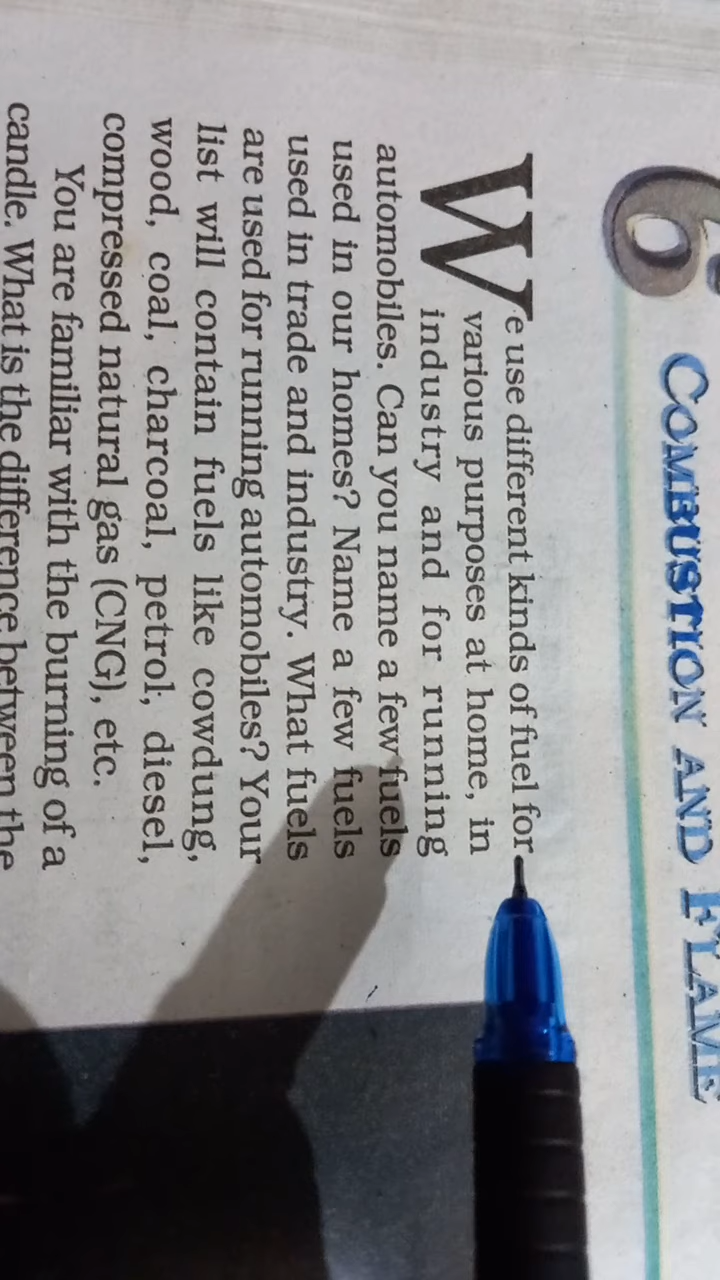 6
COMBUSTION AND FLAME
We use different kinds of fuel for
various purposes at home, in
industry and for running
automobiles. Can you name a few fuels
used in our homes? Name a few fuels
used in trade and industry. What fuels
are used for running automobiles? Your
list will contain fuels like cowdung,
wood, coal, charcoal, petrol, diesel,
compressed natural gas (CNG), etc.
You are familiar with the burning of a
candle. What is the difference between the